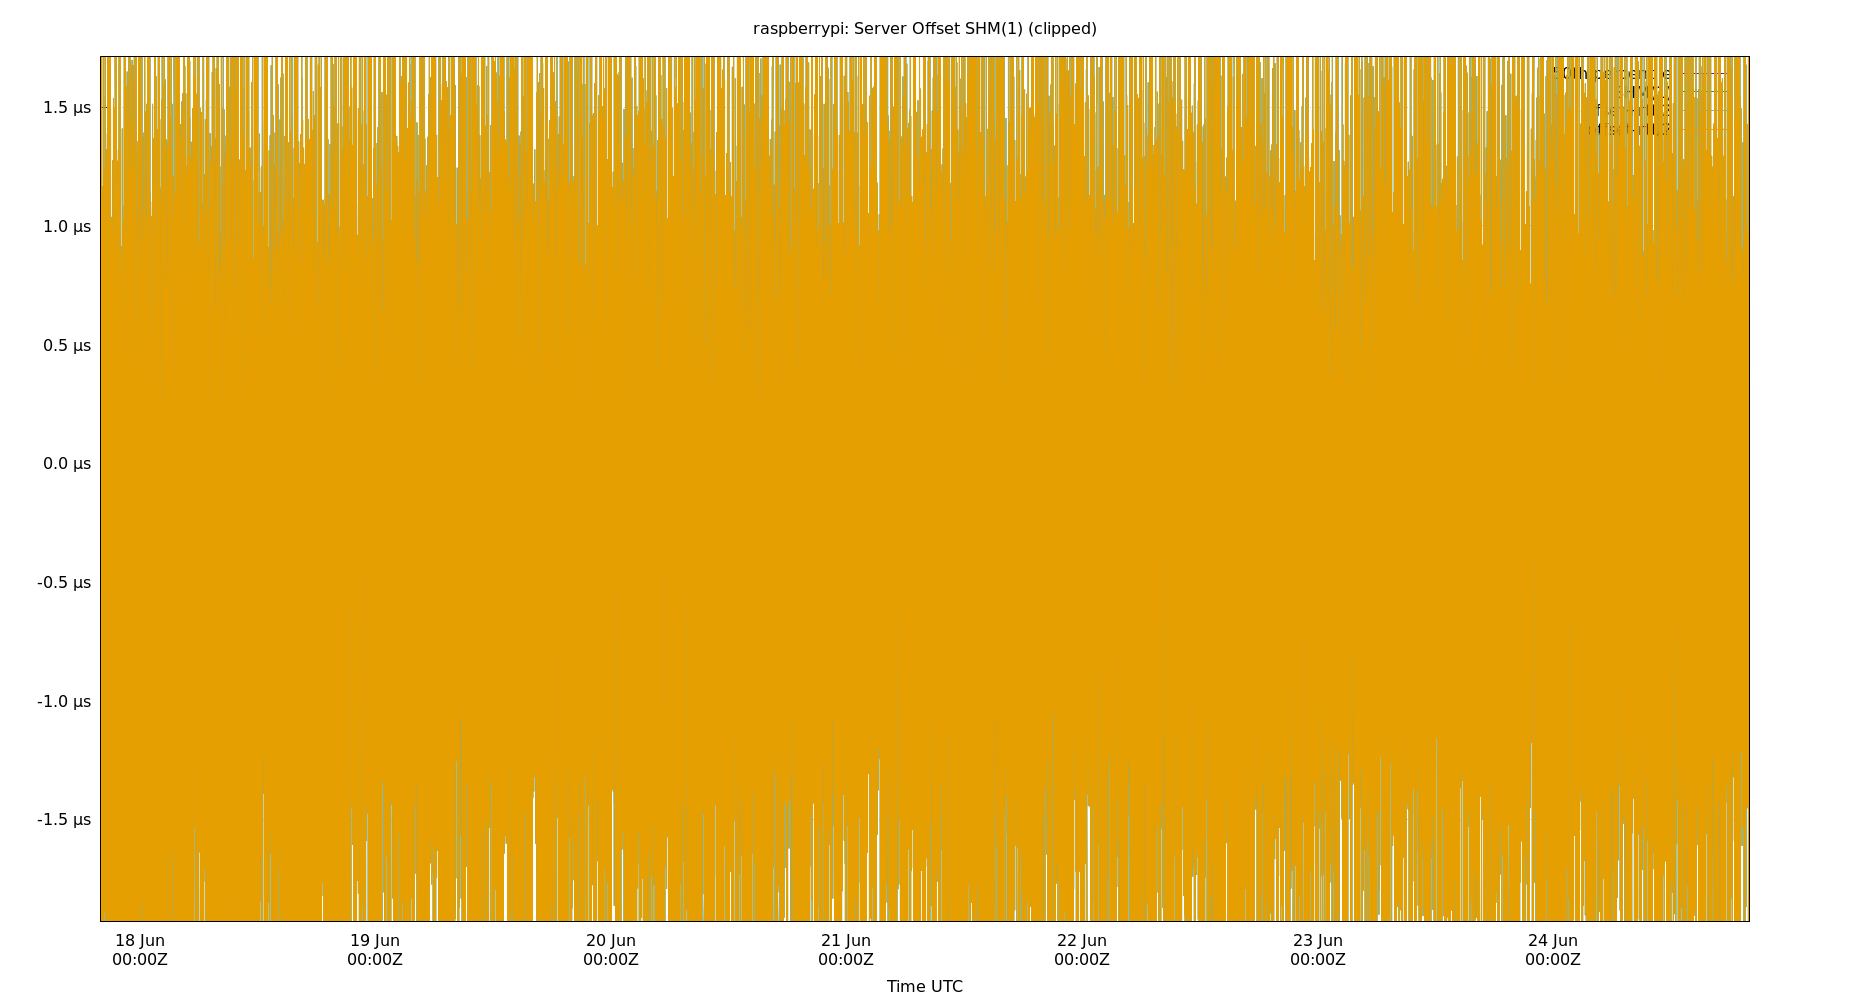 raspberrypi: Server Offset SHM(1) (clipped)
1.5 µs
1.0 µs
0.5 µs
0.0 µs
-0.5 µs
-1.0 µs
-1.5 µs
18 Jun 19 Jun 20 Jun 21 Jun 22 Jun 23 Jun 24 Jun
00:00Z 00:00Z 00:00Z 00:00Z 00:00Z 00:00Z 00:00Z
Time UTC